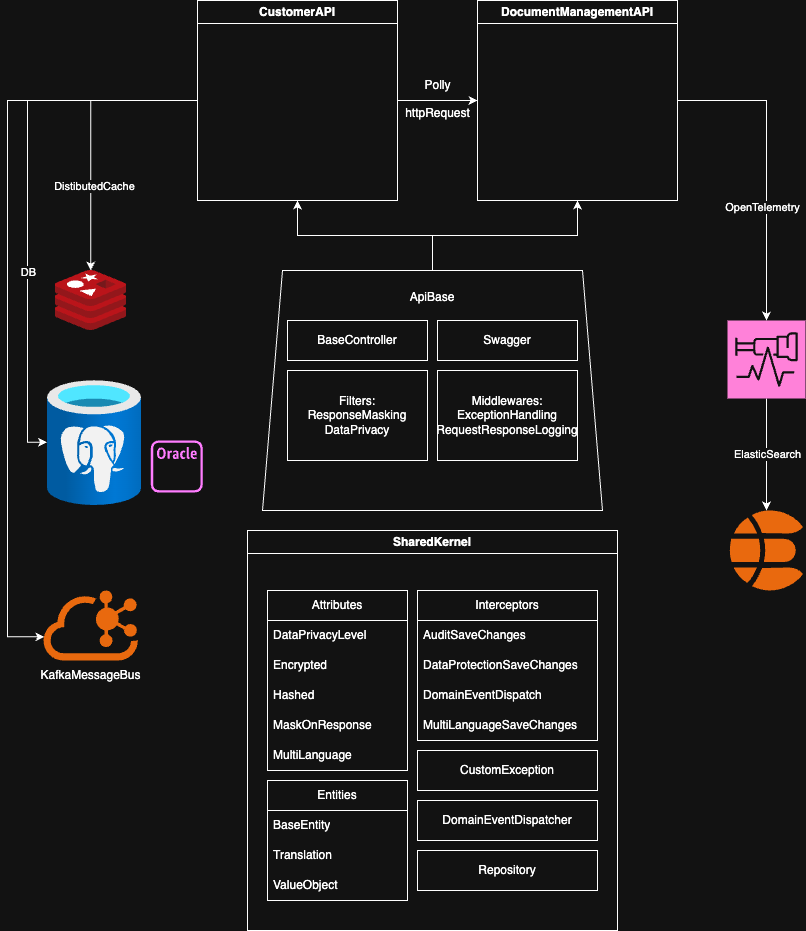 CustomerAPI
DocumentManagementAPI
Polly
httpRequest
DistibutedCache
OpenTelemetry
DB
ApiBase
BaseController
Swagger
Filters:
ResponseMasking
DataPrivacy
Middlewares:
ExceptionHandling
RequestResponseLogging
Oracle
ElasticSearch
SharedKernel
Attributes
DataPrivacyLevel
Encrypted
Hashed
MaskOnResponse
MultiLanguage
Interceptors
AuditSaveChanges
DataProtectionSaveChanges
DomainEventDispatch
MultiLanguageSaveChanges
KafkaMessageBus
CustomException
Entities
BaseEntity
Translation
ValueObject
DomainEventDispatcher
Repository